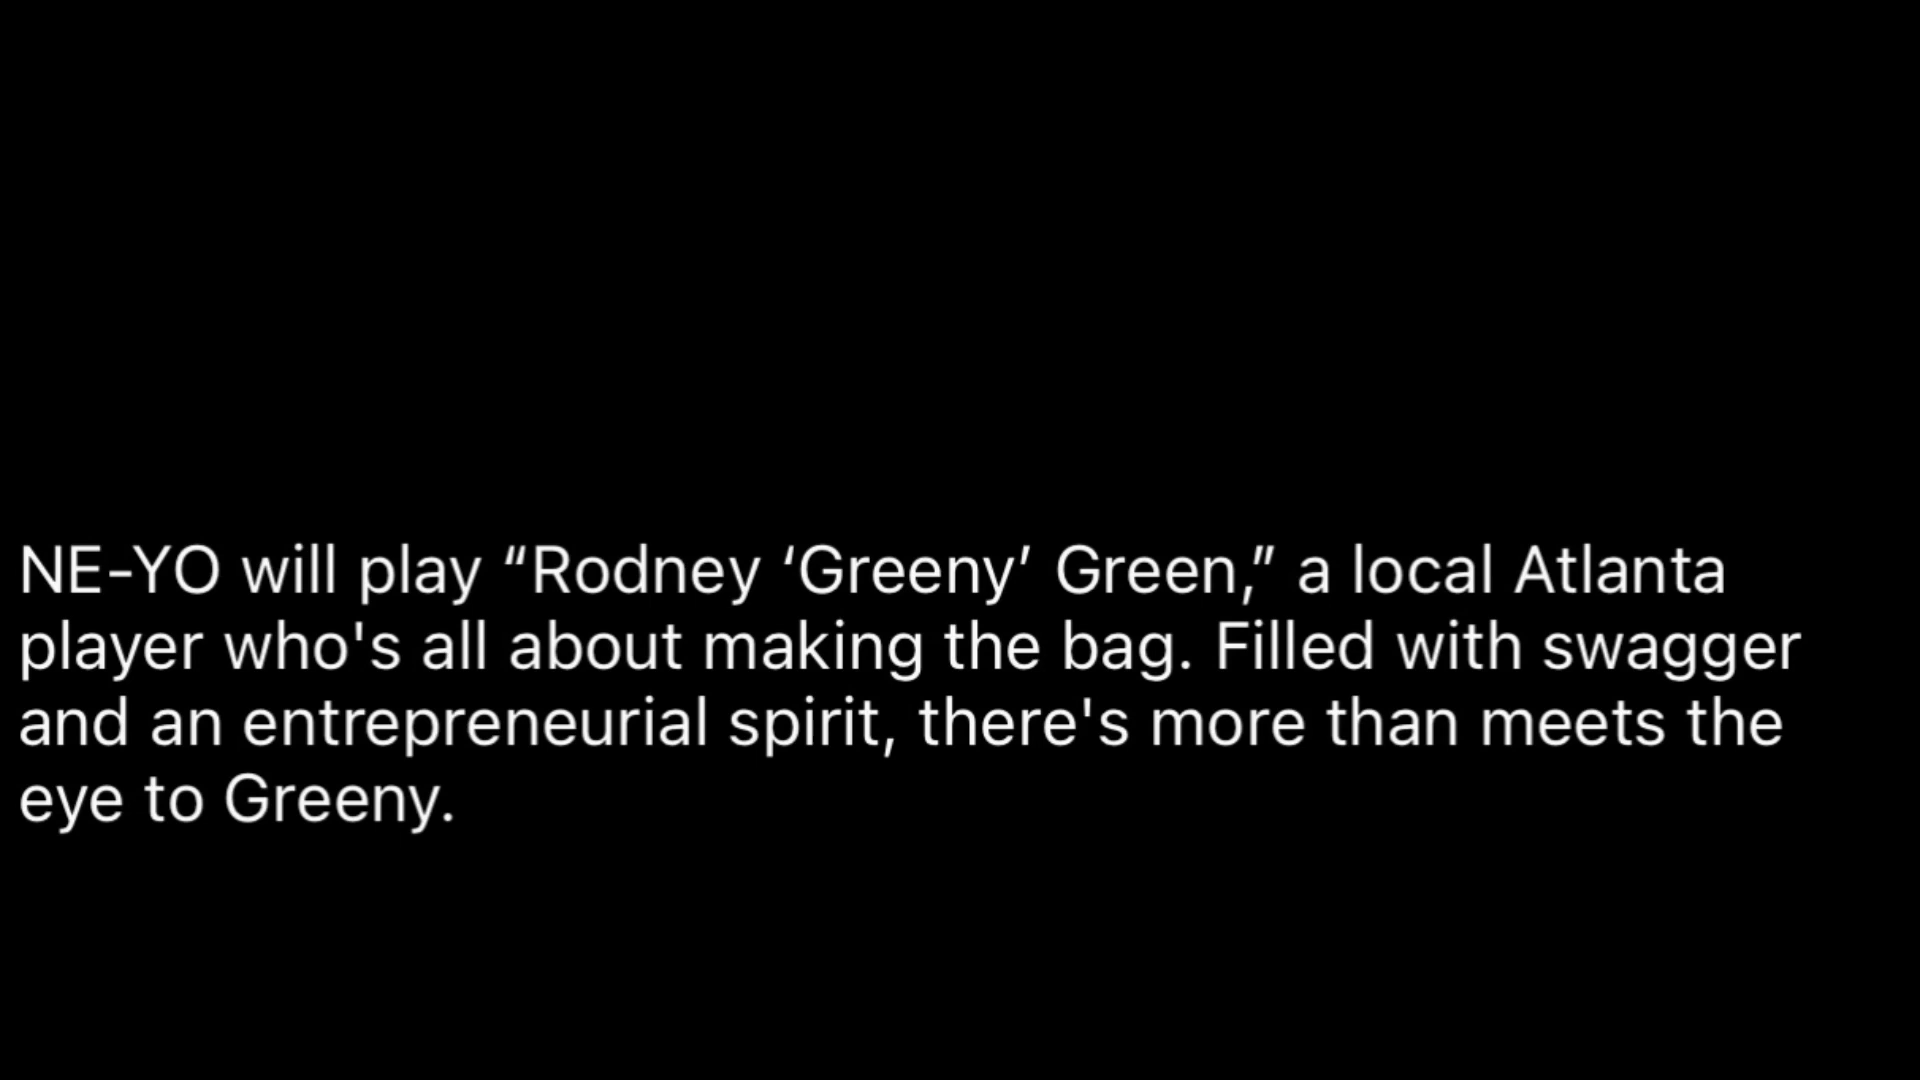 NE-YO will play “Rodney ‘Greeny’ Green,” a local Atlanta
player who's all about making the bag. Filled with swagger
and an entrepreneurial spirit, there's more than meets the
eye to Greeny.